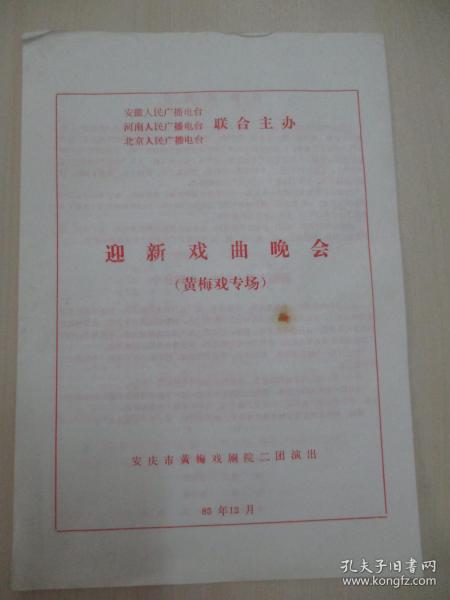 安徽人民广播电台
河南人民广播电台 联合主办
北京人民广播电台
迎新戏曲晚会
（黄梅戏专场）
安庆市黄梅戏剧院二团演出
85 年12 月
孔夫子旧书网
www.kongfz.com